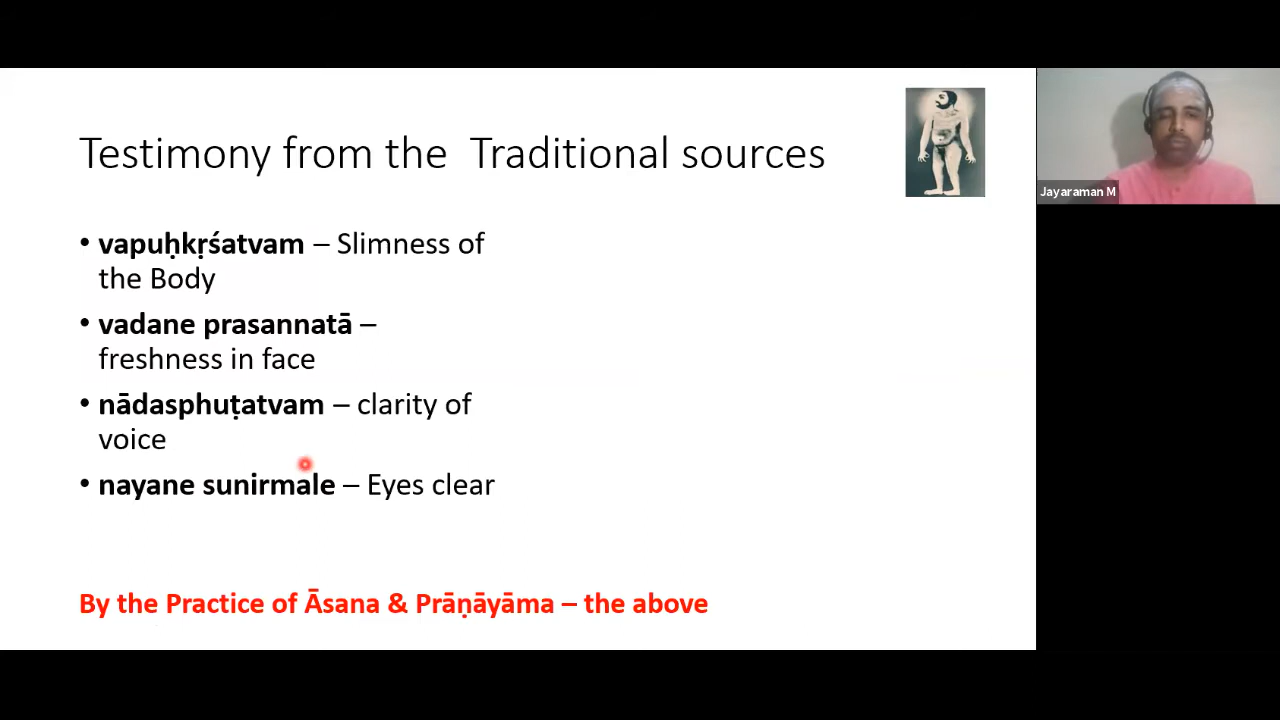 Testimony from the Traditional sources
Jayaraman M
• vapuḥkṛśatvam – Slimness of
the Body
• vadane prasannatā –
freshness in face
• nādasphuṭatvam – clarity of
voice
• nayane sunirmale – Eyes clear
By the Practice of Āsana & Prāṇāyāma – the above